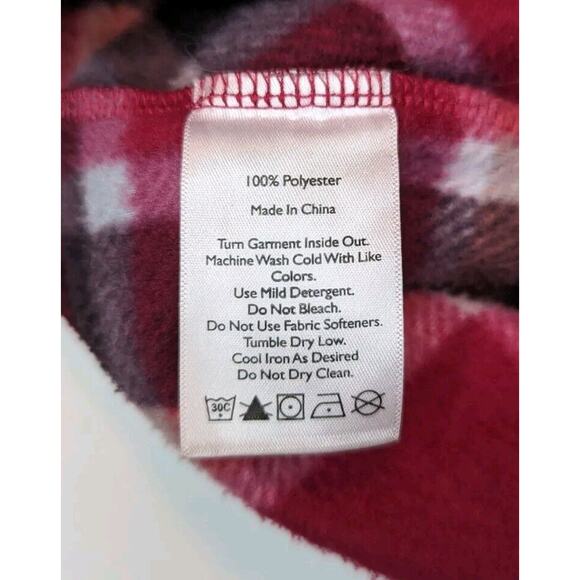 100% Polyester
Made In China
Turn Garment Inside Out.
Machine Wash Cold With Like
Colors.
Use Mild Detergent.
Do Not Bleach.
Do Not Use Fabric Softeners.
Tumble Dry Low.
Cool Iron As Desired
Do Not Dry Clean.
30C